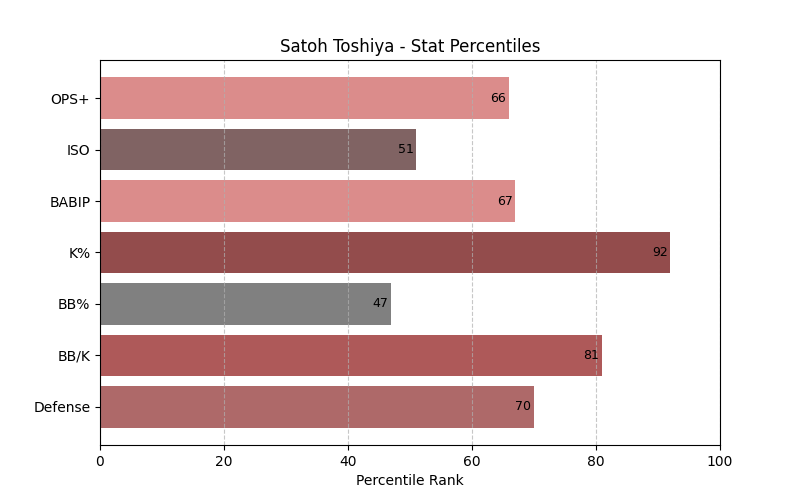 Satoh Toshiya - Stat Percentiles
OPS+ 66
ISO 51
BABIP 67
K% 92
BB% 47
BB/K 81
Defense 70
0 20 40 60 80 100
Percentile Rank